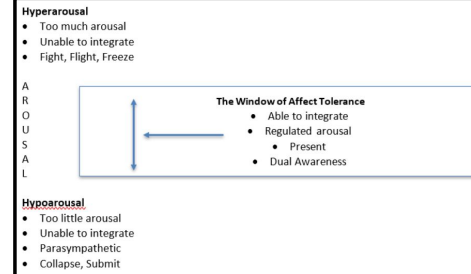 Hyperarousal
• Too much arousal
• Unable to integrate
• Fight, Flight, Freeze
A
R
O
U
S
A
L
The Window of Affect Tolerance
• Able to integrate
• Regulated arousal
• Present
• Dual Awareness
Hypoarousal
• Too little arousal
• Unable to integrate
• Parasympathetic
• Collapse, Submit